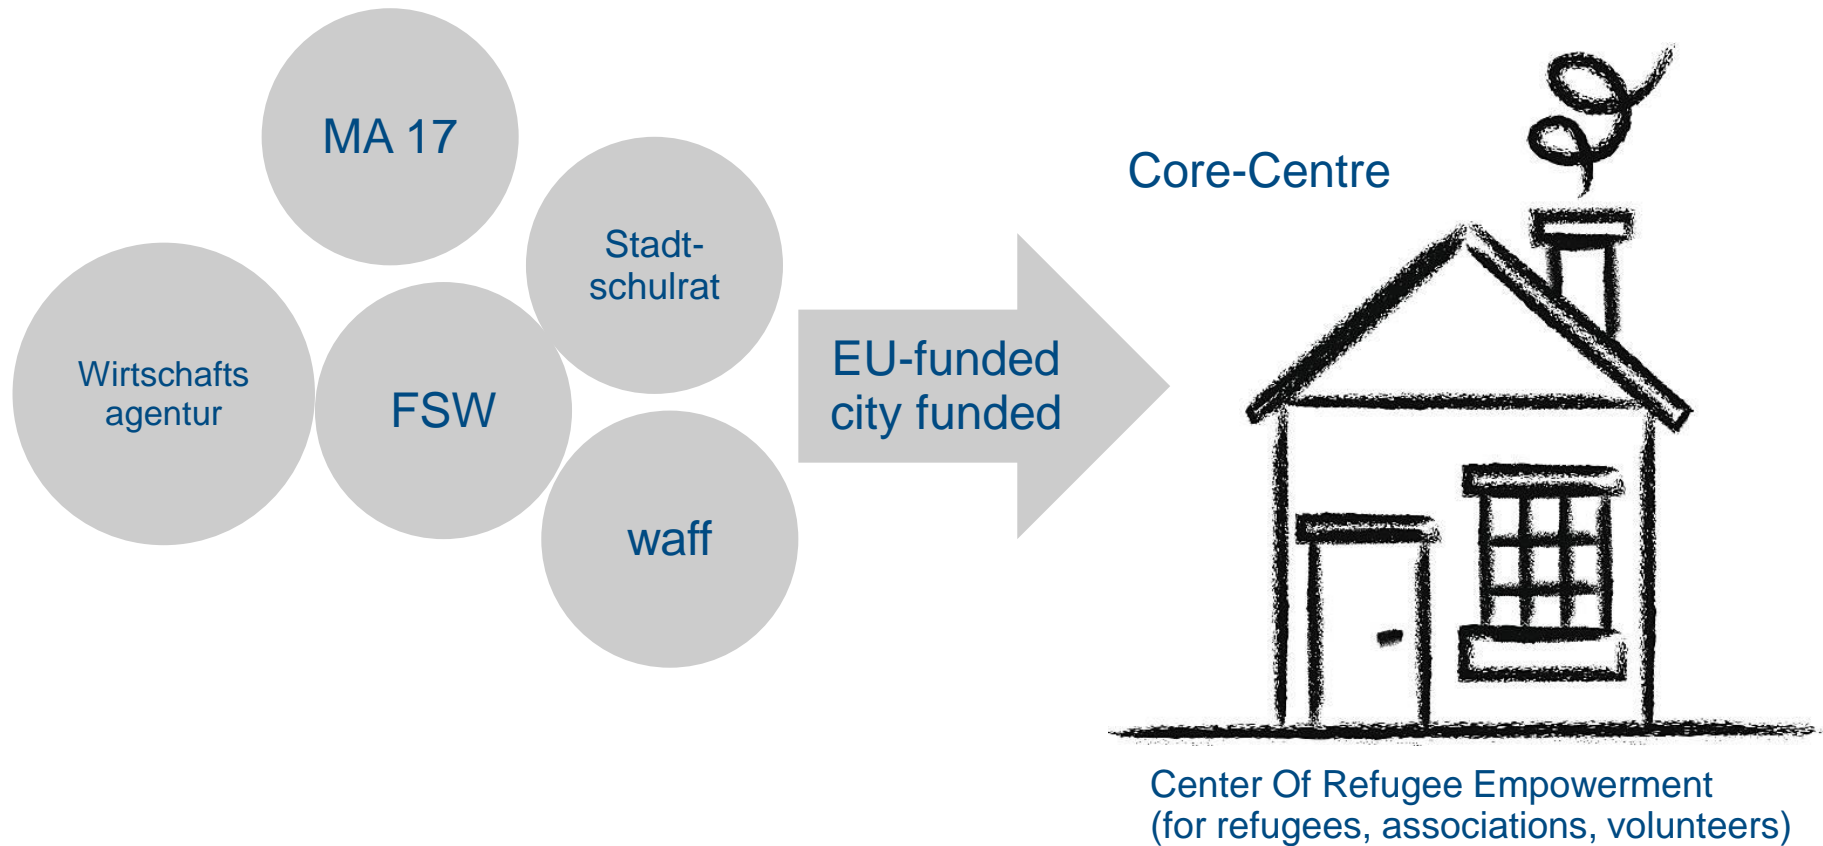 MA 17
Stadt-
schulrat
Wirtschafts
agentur
FSW
waff
EU-funded
city funded
Core-Centre
Center Of Refugee Empowerment
(for refugees, associations, volunteers)